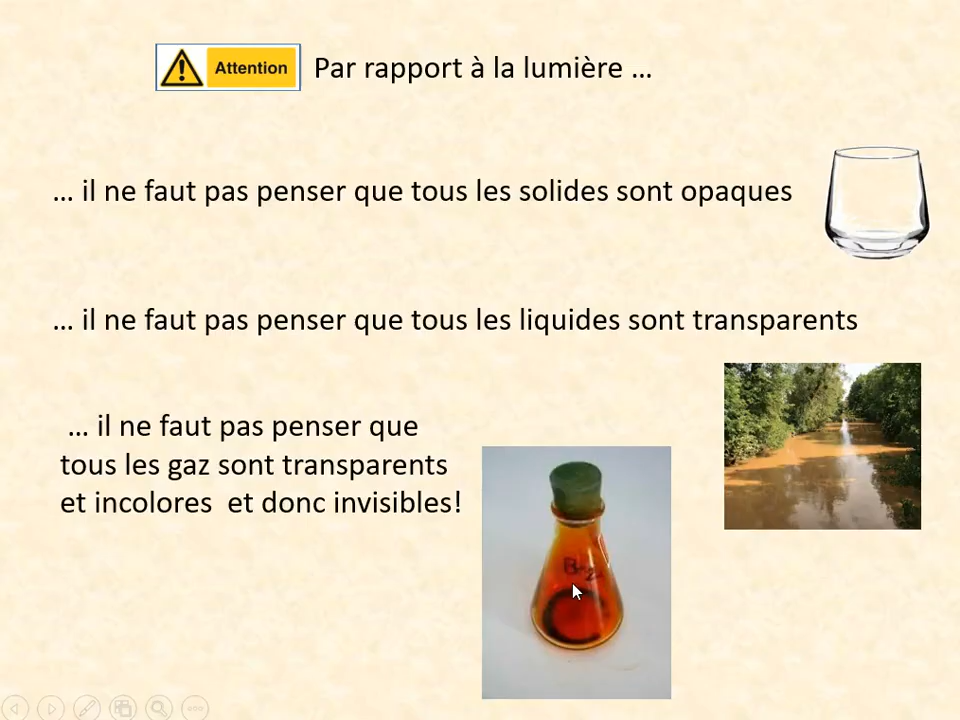 Attention
Par rapport à la lumière …
… il ne faut pas penser que tous les solides sont opaques
… il ne faut pas penser que tous les liquides sont transparents
… il ne faut pas penser que
tous les gaz sont transparents
et incolores et donc invisibles!
Br2